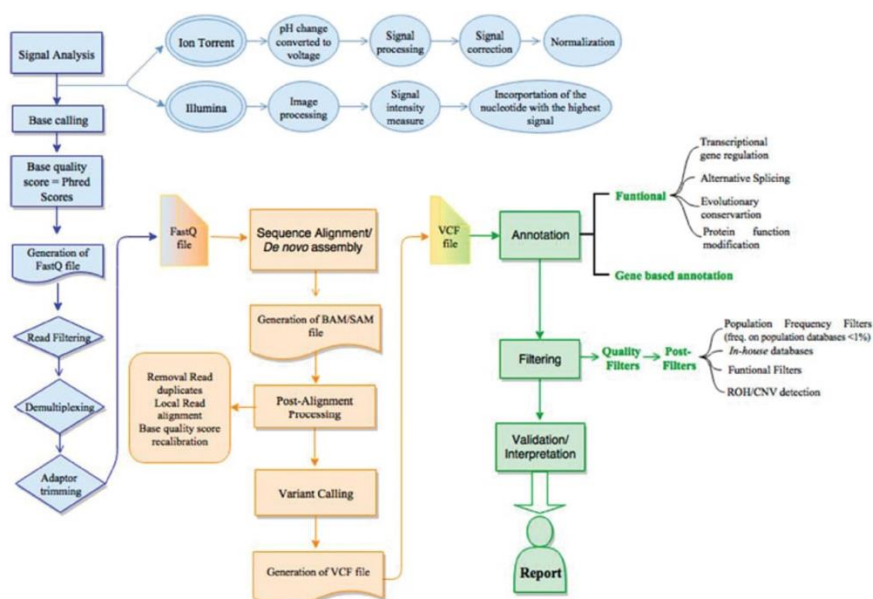 Signal Analysis
Ion Torrent
pH change
converted to
voltage
Signal
processing
Signal
correction
Normalization
Illumina
Image
processing
Signal
intensity
measure
Incorportation of the
nucleotide with the highest
signal
Base calling
Base quality
score = Phred
Scores
Generation of
FastQ file
Read Filtering
Demultiplexing
Adaptor
trimming
FastQ
file
Sequence Alignment/
De novo assembly
Generation of BAM/SAM
file
Post-Alignment
Processing
Removal Read
duplicates
Local Read
alignment
Base quality score
recalibration
Variant Calling
Generation of VCF file
VCF
file
Annotation
Funtional
Transcriptional
gene regulation
Alternative Splicing
Evolutionary
conservartion
Protein function
modification
Gene based annotation
Filtering
Quality
Filters
Post-
Filters
Population Frequency Filters
(freq. on population databases <1%)
In-house databases
Funtional Filters
ROH/CNV detection
Validation/
Interpretation
Report